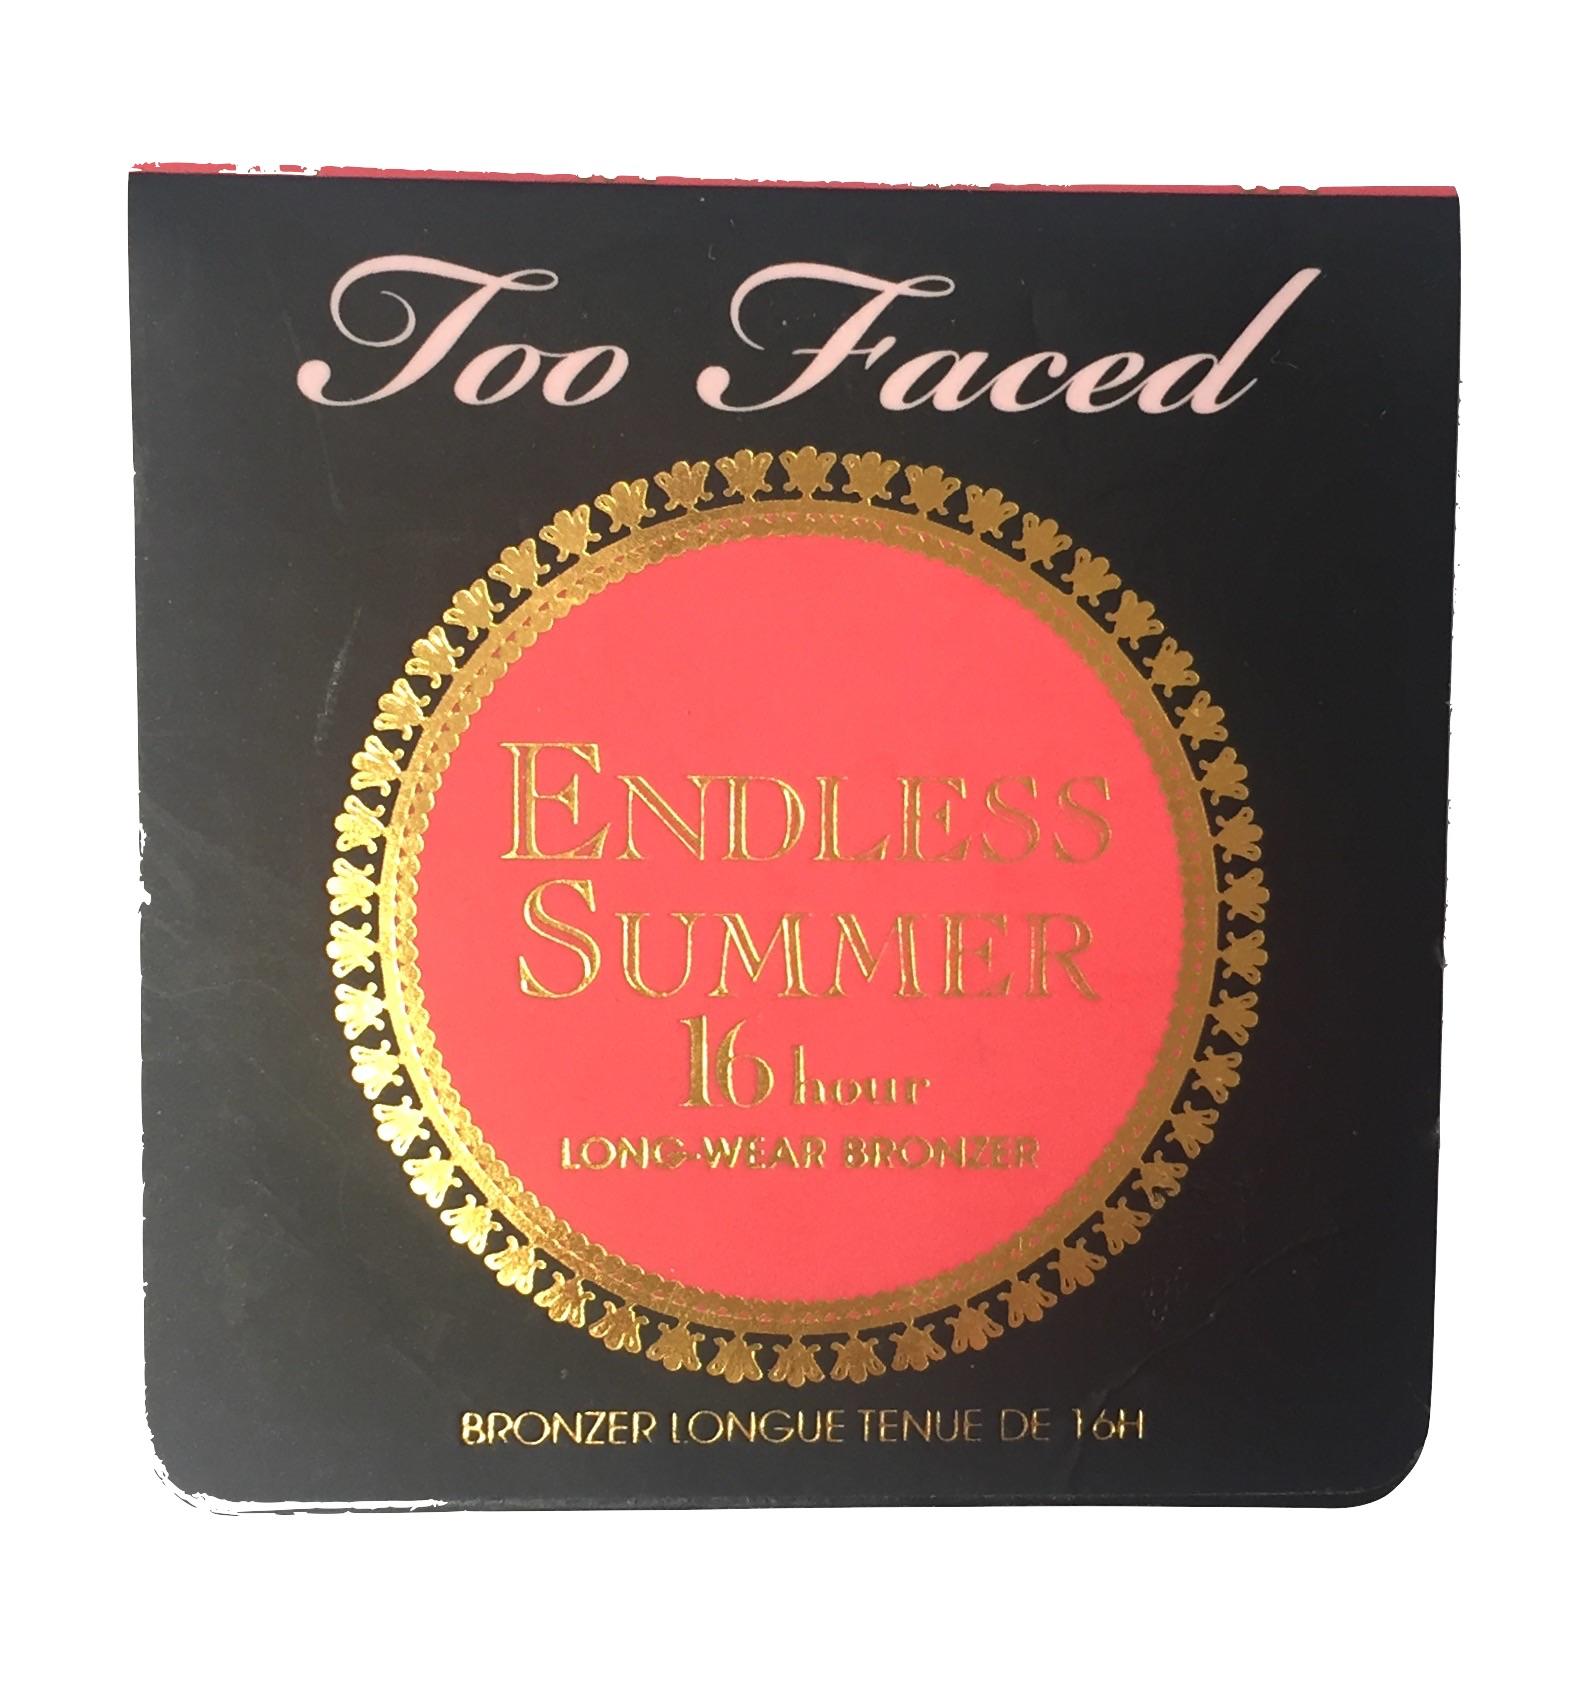 Too Faced
ENDLESS
SUMMER
16 hour
LONG-WEAR BRONZER
BRONZER LONGUE TENUE DE 16H